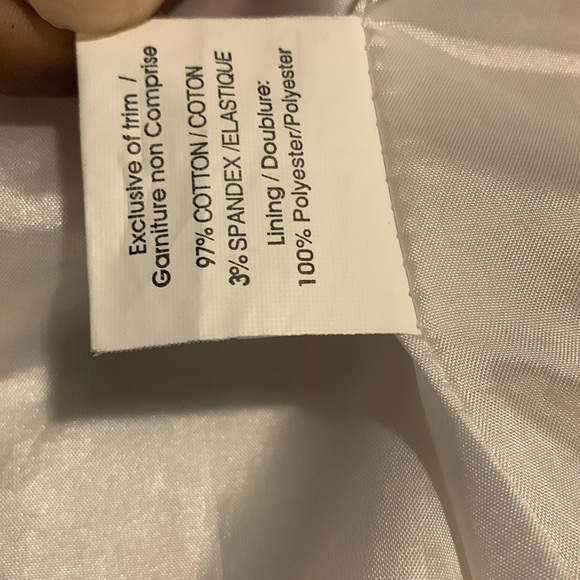 Exclusive of trim /
Garniture non Comprise
97% COTTON / COTON
3% SPANDEX /ELASTIQUE
Lining / Doublure:
100% Polyester/Polyester